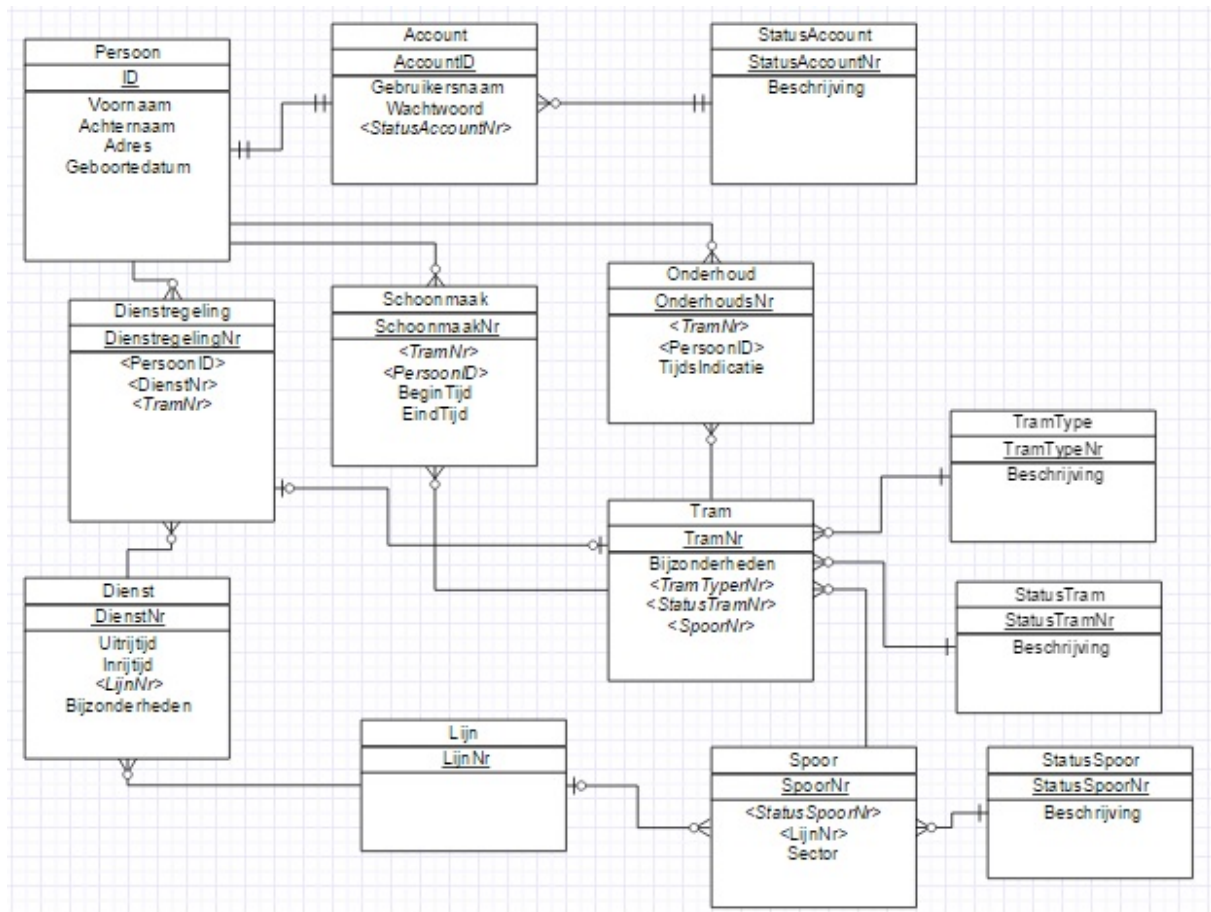 Persoon
ID
Voornaam
Achternaam
Adres
Geboortedatum
Account
AccountID
Gebruikersnaam
Wachtwoord
<StatusAccountNr>
StatusAccount
StatusAccountNr
Beschrijving
Dienstregeling
DienstregelingNr
<PersoonID>
<DienstNr>
<TramNr>
Schoonmaak
SchoonmaakNr
<TramNr>
<PersoonID>
BeginTijd
EindTijd
Onderhoud
OnderhoudsNr
<TramNr>
<PersoonID>
TijdsIndicatie
TramType
TramTypeNr
Beschrijving
Tram
TramNr
Bijzonderheden
<TramTyperNr>
<StatusTramNr>
<SpoorNr>
StatusTram
StatusTramNr
Beschrijving
Dienst
DienstNr
Uitrijtijd
Inrijtijd
<LijnNr>
Bijzonderheden
Lijn
LijnNr
Spoor
SpoorNr
<StatusSpoorNr>
<LijnNr>
Sector
StatusSpoor
StatusSpoorNr
Beschrijving